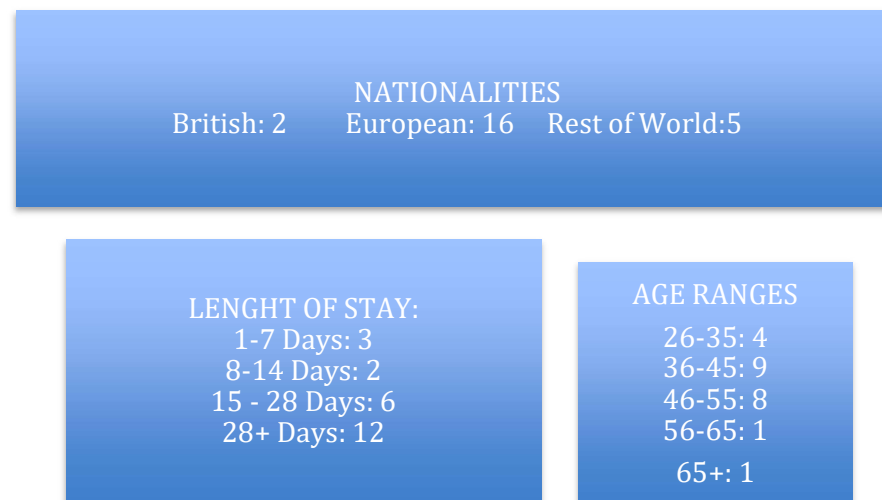 NATIONALITIES
British: 2 European: 16 Rest of World:5
LENGHT OF STAY:
1-7 Days: 3
8-14 Days: 2
15 - 28 Days: 6
28+ Days: 12
AGE RANGES
26-35: 4
36-45: 9
46-55: 8
56-65: 1
65+: 1